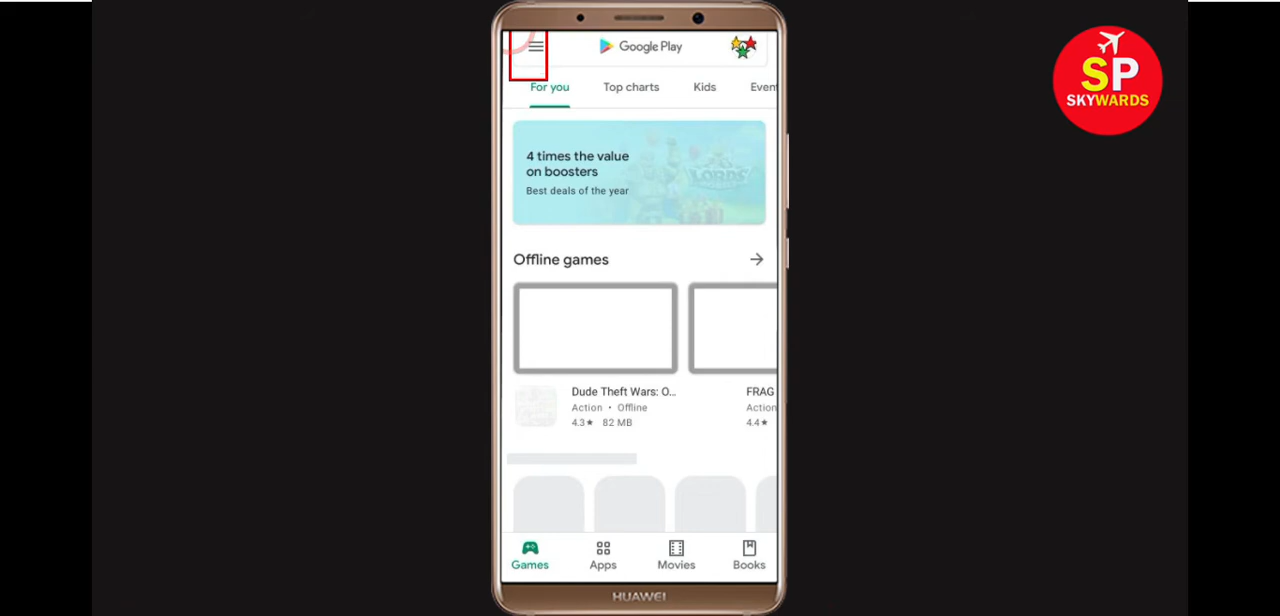 Google Play
SP
SKYWARDS
For you Top charts Kids Even
4 times the value
on boosters
Best deals of the year
LORDS
Offline games
Dude Theft Wars: O...
Action • Offline
4.3★ 82 MB
FRAG
Action
4.4★
Games Apps Movies Books
HUAWEI